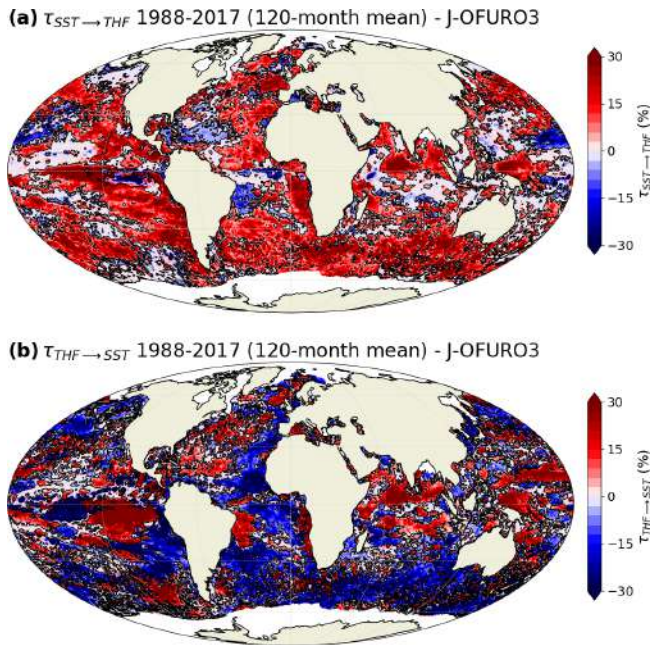 (a) τSST→THF 1988-2017 (120-month mean) - J-OFURO3
30
15
0
−15
−30
τSST→THF (%)
(b) τTHF→SST 1988-2017 (120-month mean) - J-OFURO3
30
15
0
−15
−30
τTHF→SST (%)